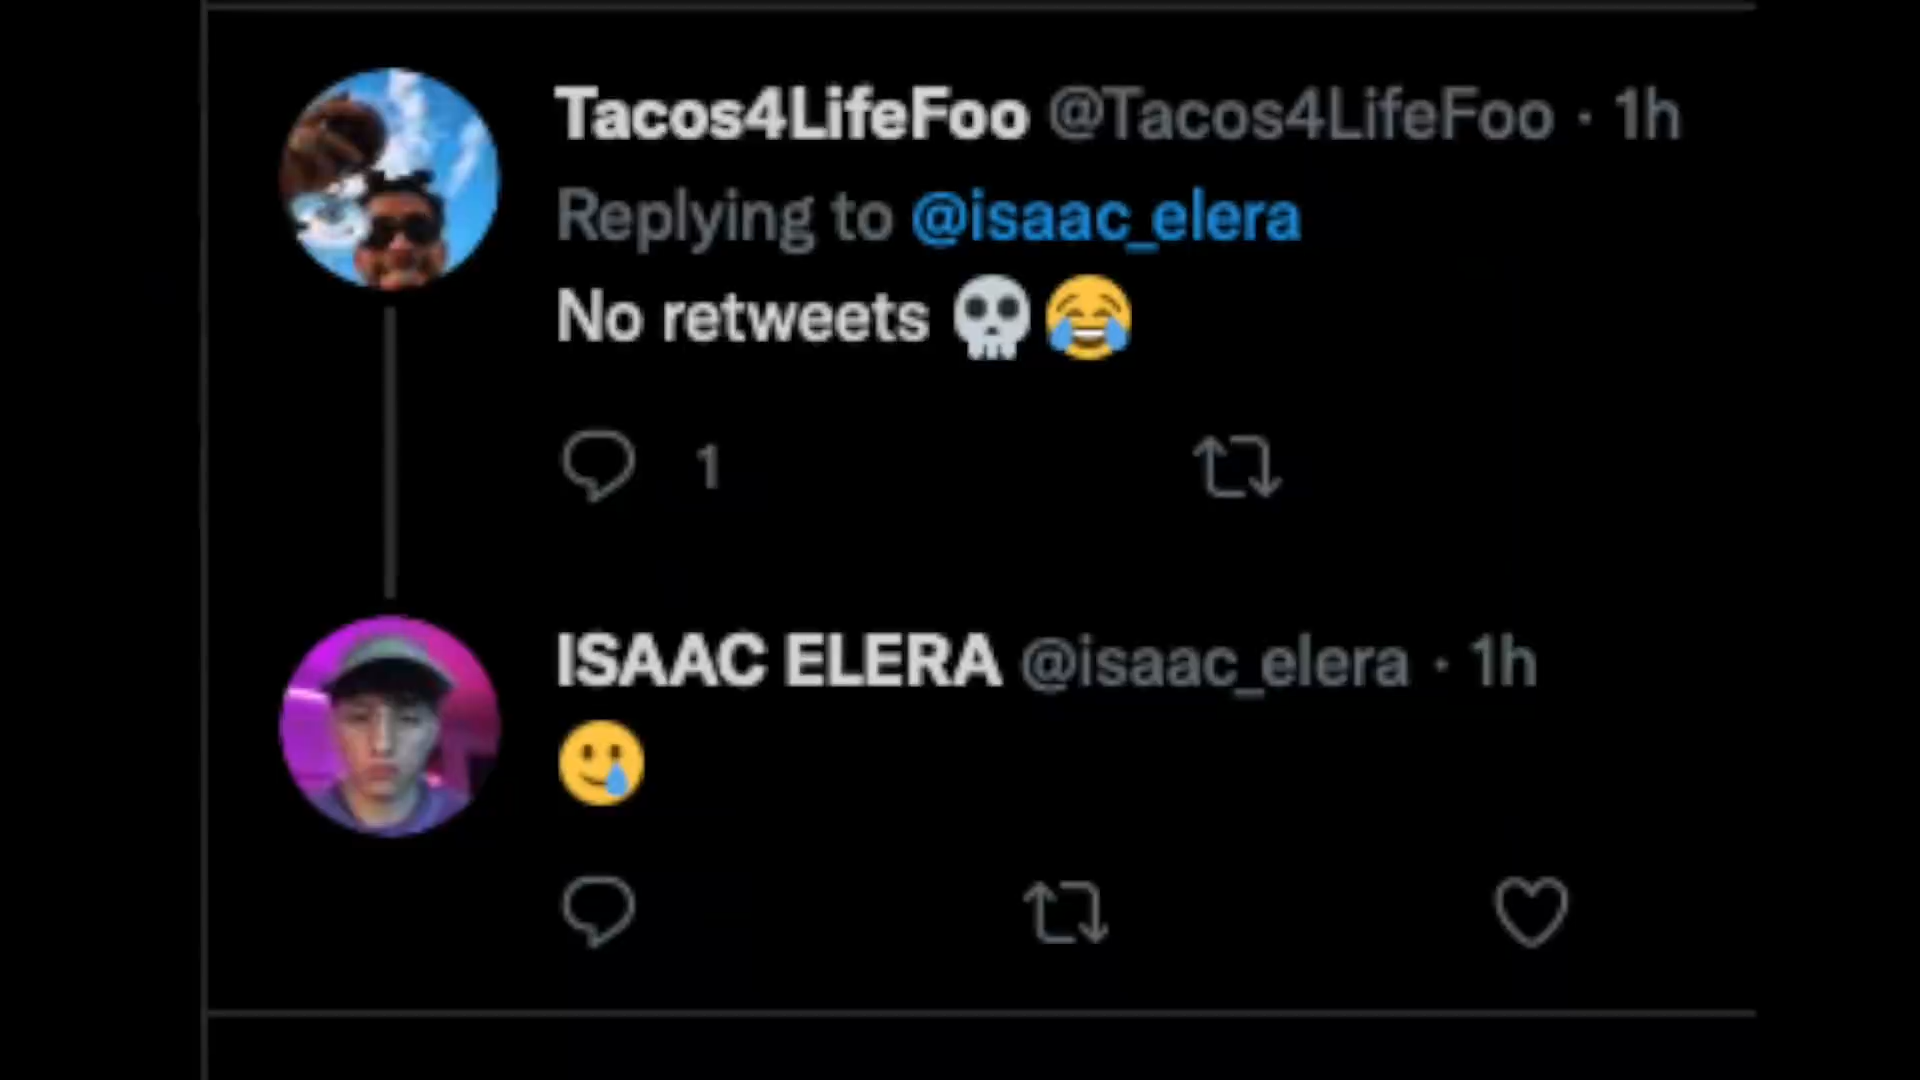 Tacos4LifeFoo @Tacos4LifeFoo · 1h
Replying to @isaac_elera
No retweets 💀😂
1
ISAAC ELERA @isaac_elera · 1h
🥲